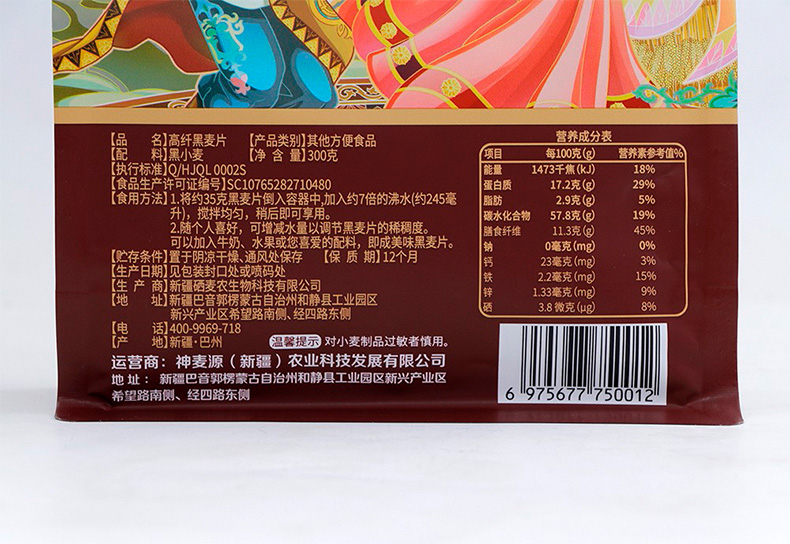 【品 名】高纤黑麦片 【产品类别】其他方便食品
【配 料】黑小麦 【净 含 量】300克
【执行标准】Q/HJQL 0002S
【食品生产许可证编号】SC10765282710480
【食用方法】1.将约35克黑麦片倒入容器中,加入约7倍的沸水(约245毫
升)，搅拌均匀，稍后即可享用。
2.随个人喜好，可增减水量以调节黑麦片的稀稠度。
可以加入牛奶、水果或您喜爱的配料，即成美味黑麦片。
【贮存条件】置于阴凉干燥、通风处保存 【保 质 期】12个月
【生产日期】见包装封口处或喷码处
【生 产 商】新疆硒麦农生物科技有限公司
【地 址】新疆巴音郭楞蒙古自治州和静县工业园区
新兴产业区希望路南侧、经四路东侧
【电 话】400-9969-718
【产 地】新疆·巴州
温馨提示 对小麦制品过敏者慎用。
运营商：神麦源（新疆）农业科技发展有限公司
地 址：新疆巴音郭楞蒙古自治州和静县工业园区新兴产业区
希望路南侧、经四路东侧
营养成分表
项目 每100克(g) 营养素参考值%
能量 1473千焦(kJ) 18%
蛋白质 17.2克(g) 29%
脂肪 2.9克(g) 5%
碳水化合物 57.8克(g) 19%
膳食纤维 11.3克(g) 45%
钠 0毫克(mg) 0%
钙 23毫克(mg) 3%
铁 2.2毫克(mg) 15%
锌 1.33毫克(mg) 9%
硒 3.8 微克(μg) 8%
6 975677 750012